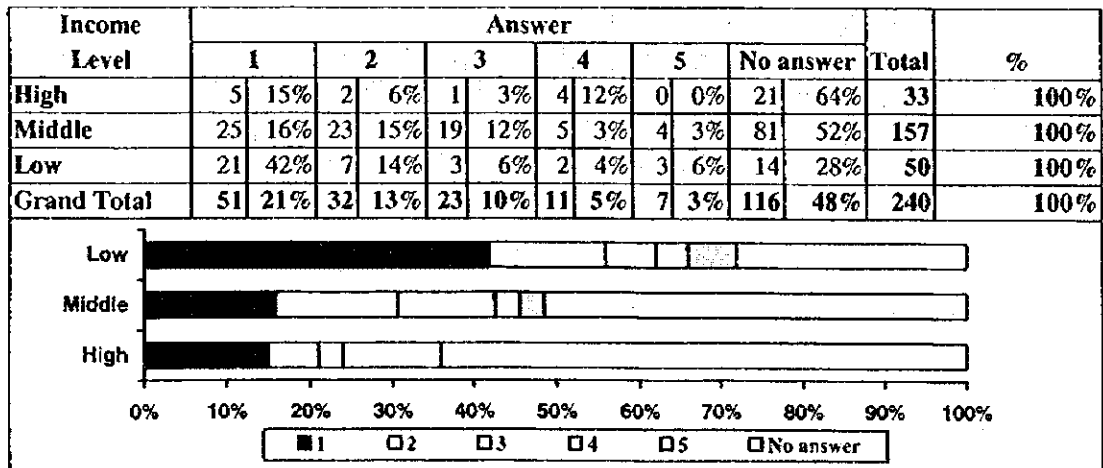 Income Answer
Level 1 2 3 4 5 No answer Total %
High 5 15% 2 6% 1 3% 4 12% 0 0% 21 64% 33 100%
Middle 25 16% 23 15% 19 12% 5 3% 4 3% 81 52% 157 100%
Low 21 42% 7 14% 3 6% 2 4% 3 6% 14 28% 50 100%
Grand Total 51 21% 32 13% 23 10% 11 5% 7 3% 116 48% 240 100%
Low
Middle
High
0% 10% 20% 30% 40% 50% 60% 70% 80% 90% 100%
1 2 3 4 5 No answer